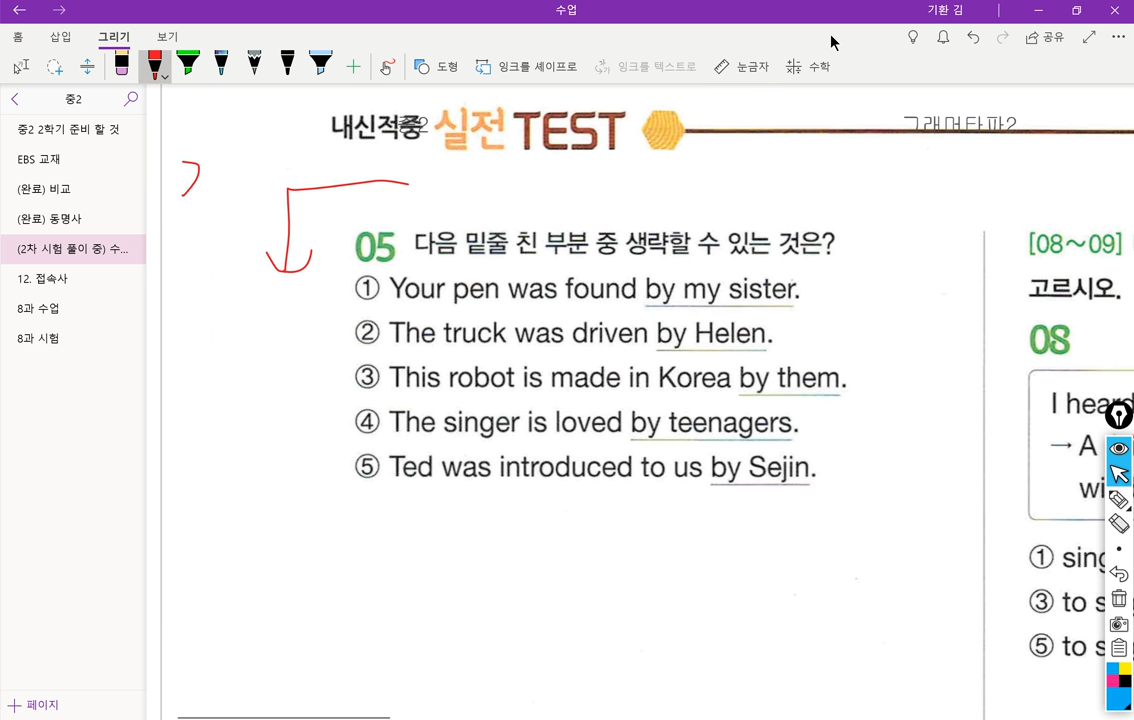 수업
기환 김
홈 삽입 그리기 보기
공유
도형 잉크를 셰이프로 잉크를 텍스트로 눈금자 수학
중2
중2 2학기 준비 할 것
EBS 교재
(완료) 비교
(완료) 동명사
(2차 시험 풀이 중) 수...
12. 접속사
8과 수업
8과 시험
페이지
내신적중 실전 TEST
05 다음 밑줄 친 부분 중 생략할 수 있는 것은?
① Your pen was found by my sister.
② The truck was driven by Helen.
③ This robot is made in Korea by them.
④ The singer is loved by teenagers.
⑤ Ted was introduced to us by Sejin.
[08~09]
고르시오.
08
I heard
→ A
wi
① sing
③ to s
⑤ to s